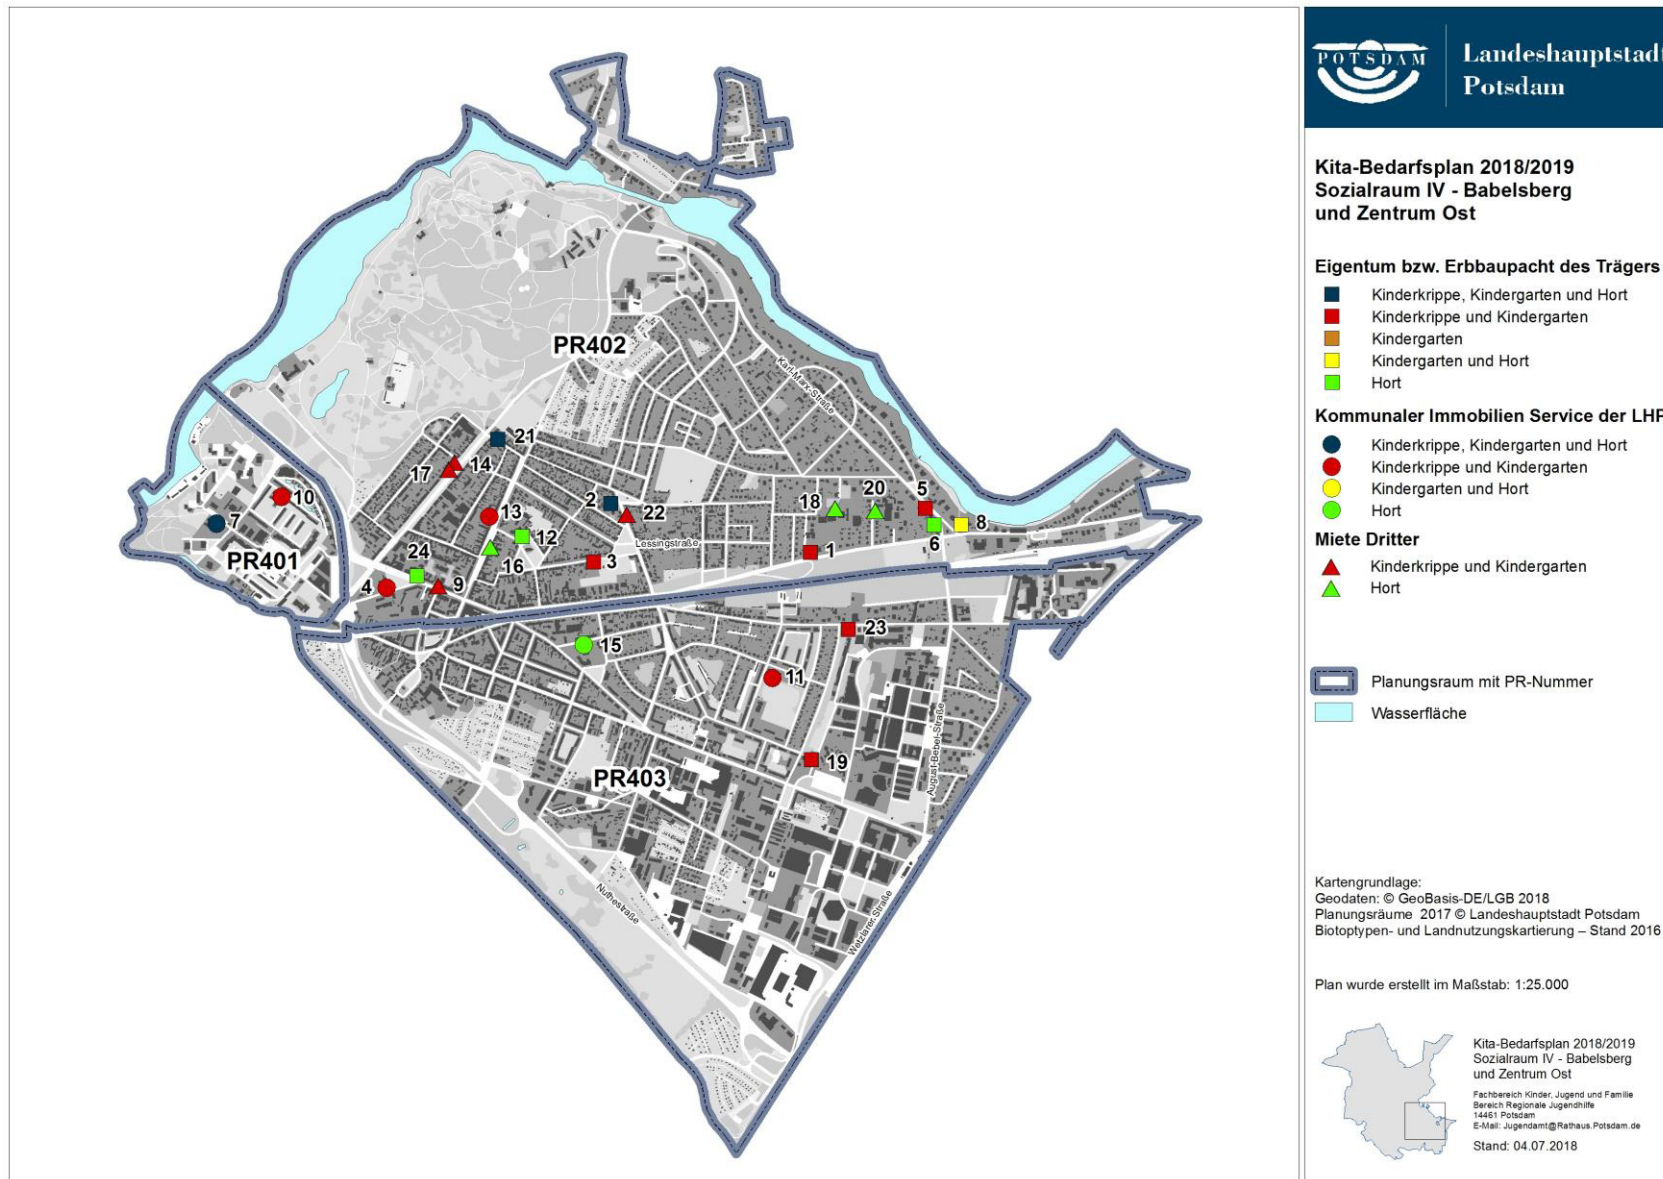 POTSDAM
Landeshauptstadt
Potsdam
Kita-Bedarfsplan 2018/2019
Sozialraum IV - Babelsberg
und Zentrum Ost
Eigentum bzw. Erbbaupacht des Trägers
Kinderkrippe, Kindergarten und Hort
Kinderkrippe und Kindergarten
Kindergarten
Kindergarten und Hort
Hort
Kommunaler Immobilien Service der LHP
Kinderkrippe, Kindergarten und Hort
Kinderkrippe und Kindergarten
Kindergarten und Hort
Hort
Miete Dritter
Kinderkrippe und Kindergarten
Hort
Planungsraum mit PR-Nummer
Wasserfläche
Kartengrundlage:
Geodaten: © GeoBasis-DE/LGB 2018
Planungsräume 2017 © Landeshauptstadt Potsdam
Biotoptypen- und Landnutzungskartierung – Stand 2016
Plan wurde erstellt im Maßstab: 1:25.000
Kita-Bedarfsplan 2018/2019
Sozialraum IV - Babelsberg
und Zentrum Ost
Fachbereich Kinder, Jugend und Familie
Bereich Regionale Jugendhilfe
14461 Potsdam
E-Mail: Jugendamt@Rathaus.Potsdam.de
Stand: 04.07.2018
PR402
Karl-Marx-Straße
21
14
17
10
7
13
2
22
18
20
5
8
6
12
Lessingstraße
16
3
1
PR401
24
4
9
23
15
11
19
August-Bebel-Straße
PR403
Nuthestraße
Wetzlarer Straße